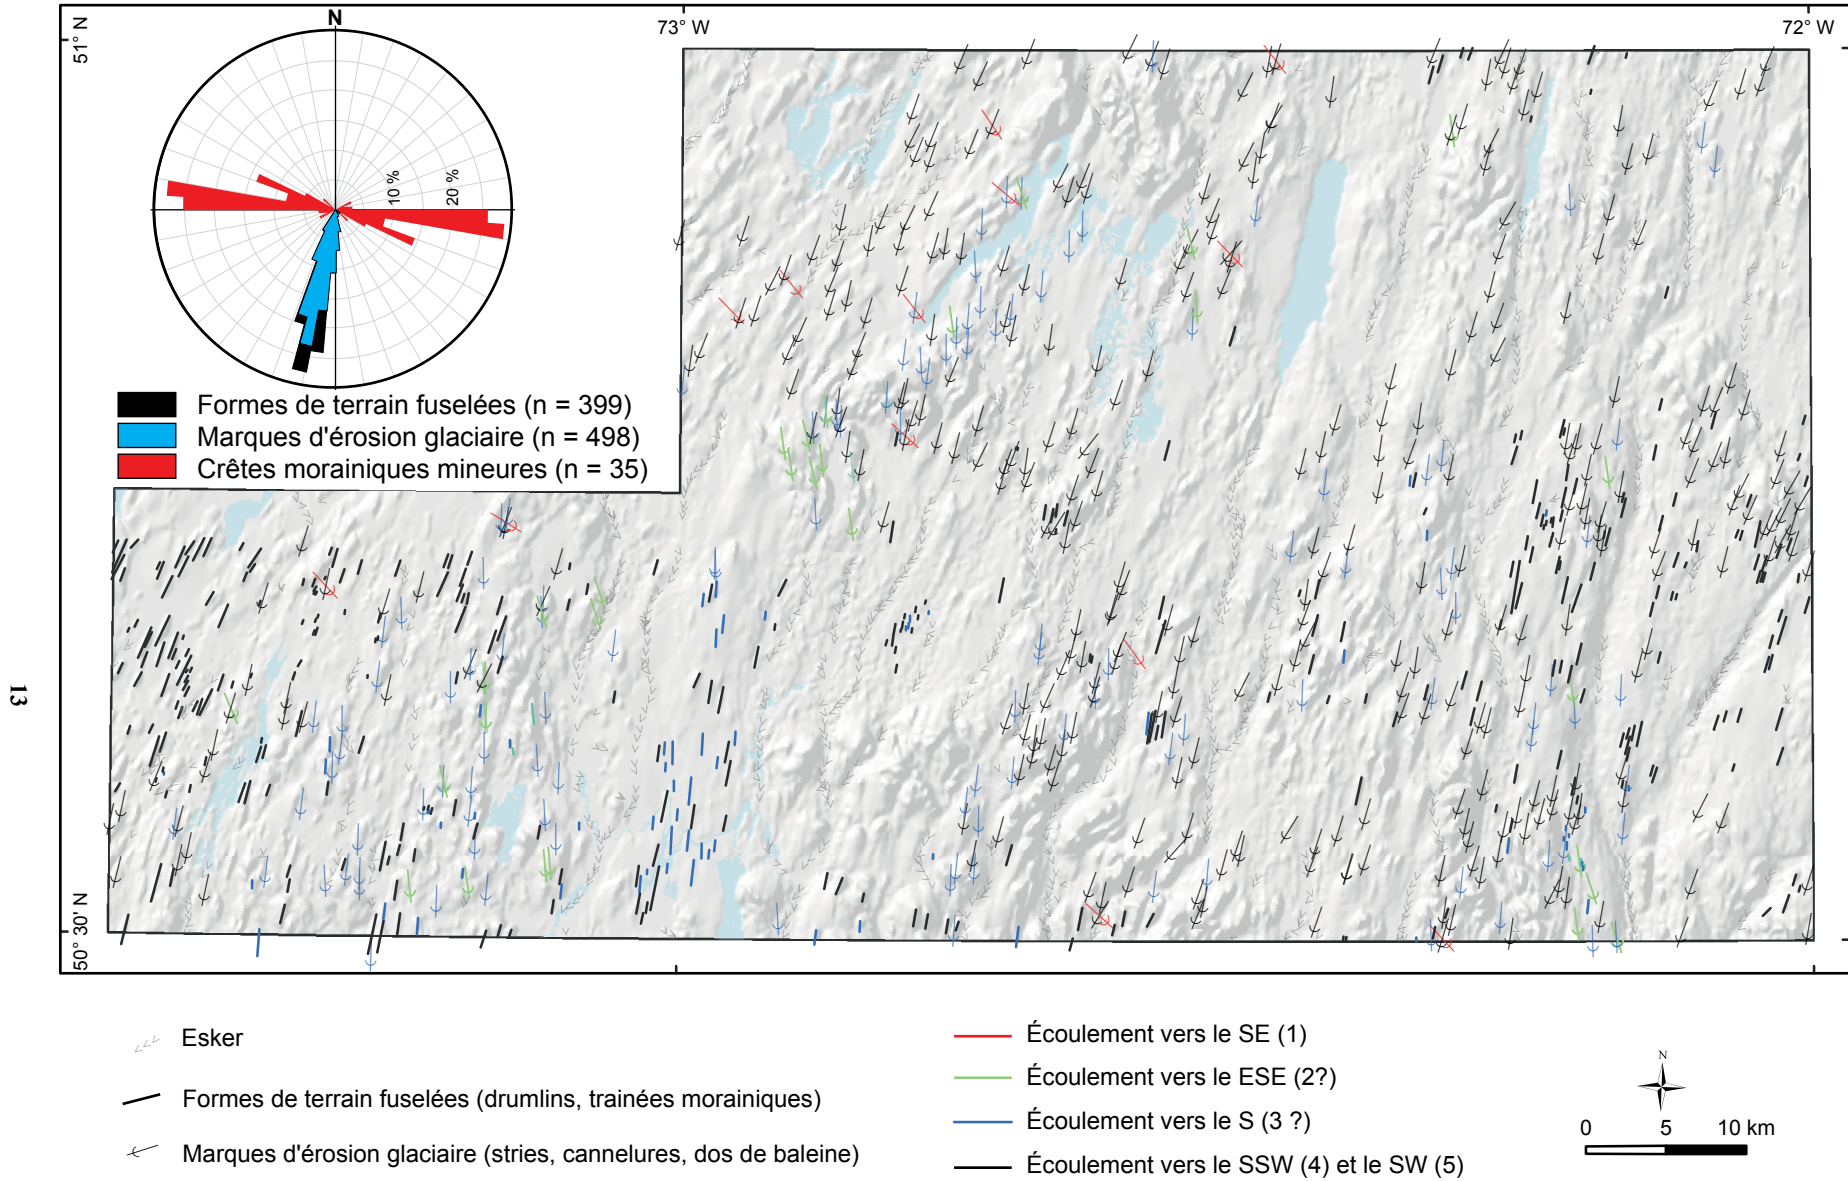 N
73° W
72° W
51° N
10 %
20 %
Formes de terrain fuselées (n = 399)
Marques d'érosion glaciaire (n = 498)
Crêtes morainiques mineures (n = 35)
13
50° 30' N
Esker
Formes de terrain fuselées (drumlins, trainées morainiques)
Marques d'érosion glaciaire (stries, cannelures, dos de baleine)
Écoulement vers le SE (1)
Écoulement vers le ESE (2?)
Écoulement vers le S (3 ?)
Écoulement vers le SSW (4) et le SW (5)
N
0 5 10 km